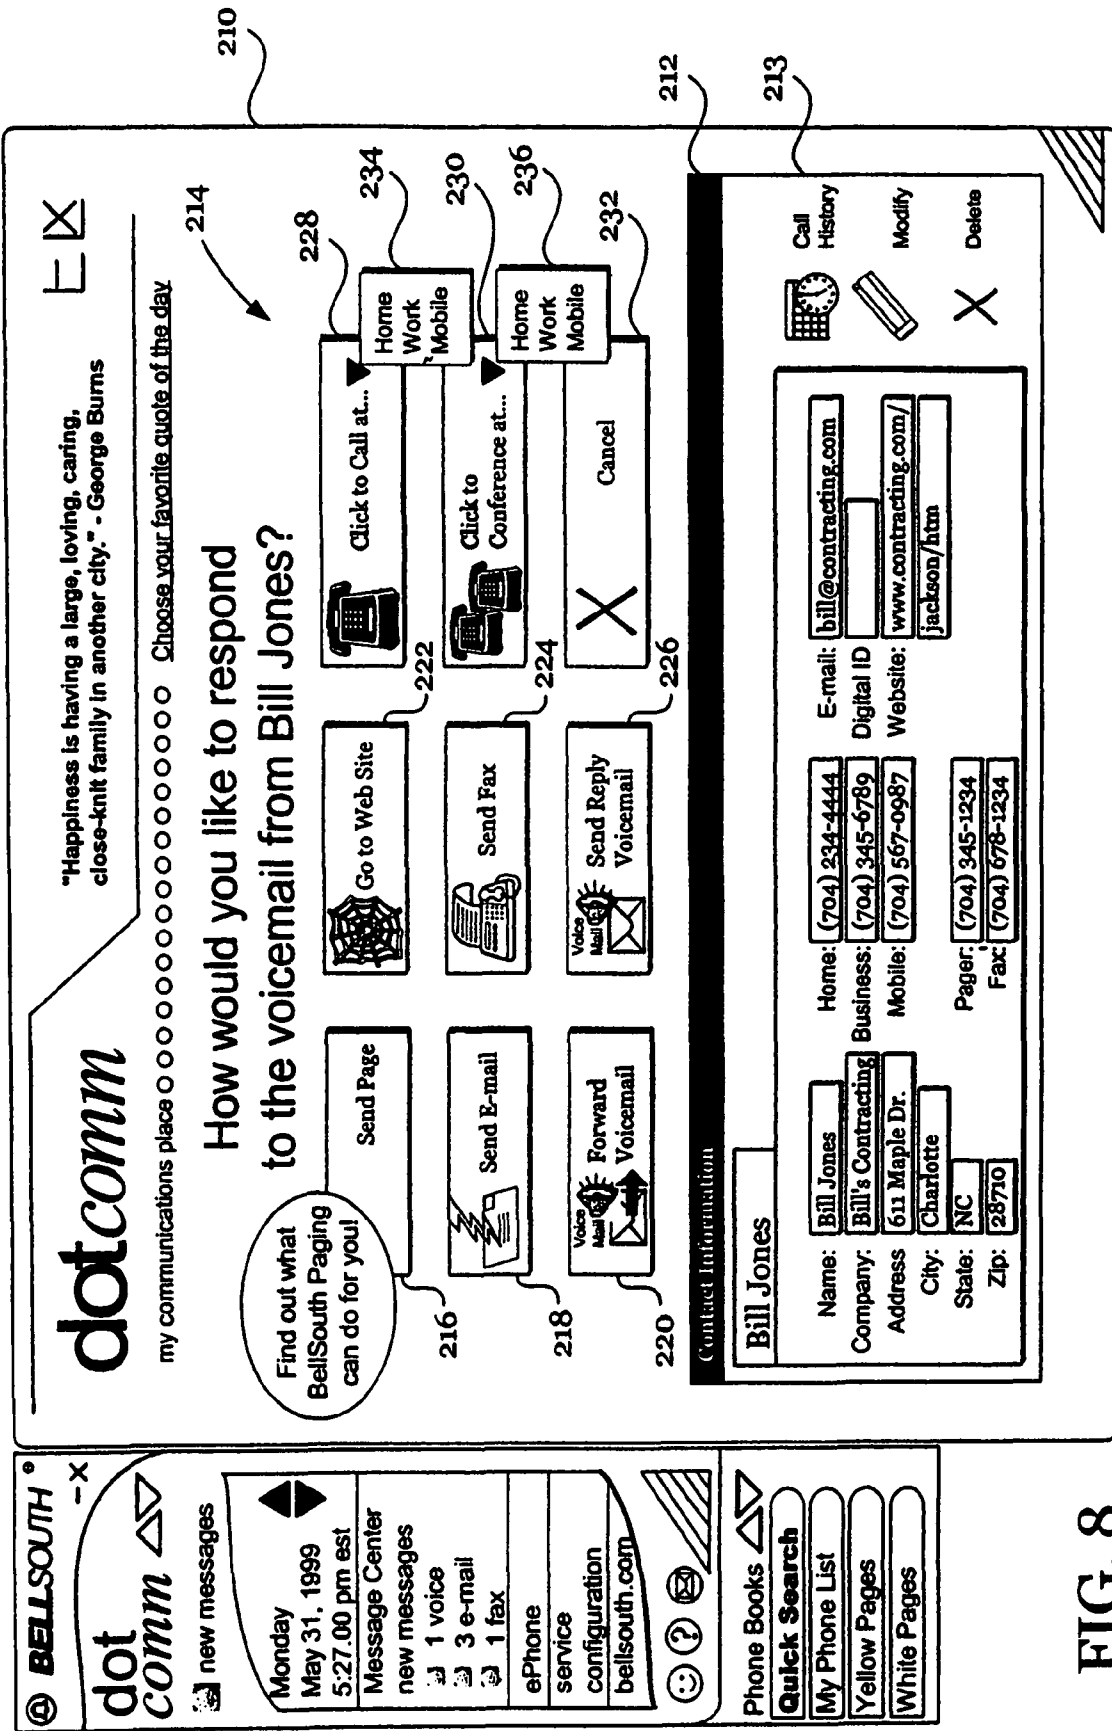 BELLSOUTH ®
– X
dot
comm
new messages
Monday
May 31, 1999
5:27.00 pm est
Message Center
new messages
1 voice
3 e-mail
1 fax
ePhone
service
configuration
bellsouth.com
?
Phone Books
Quick Search
My Phone List
Yellow Pages
White Pages
dotcomm
"Happiness is having a large, loving, caring,
close-knit family in another city." - George Burns
my communications place
Choose your favorite quote of the day
How would you like to respond
to the voicemail from Bill Jones?
Find out what
BellSouth Paging
can do for you!
Send Page
Go to Web Site
Click to Call at...
Home
Work
Mobile
Send E-mail
Send Fax
Click to
Conference at...
Home
Work
Mobile
Voice
Mail
Forward
Voicemail
Voice
Mail
Send Reply
Voicemail
Cancel
210
214
228
234
230
236
232
222
224
226
216
218
220
212
213
Contact Information
Bill Jones
Name: Bill Jones
Company: Bill's Contracting
Address 611 Maple Dr.
City: Charlotte
State: NC
Zip: 28710
Home: (704) 234-4444
Business: (704) 345-6789
Mobile: (704) 567-0987
Pager: (704) 345-1234
Fax: (704) 678-1234
E-mail: bill@contracting.com
Digital ID
Website: www.contracting.com/
jackson/htm
Call
History
Modify
Delete
FIG. 8